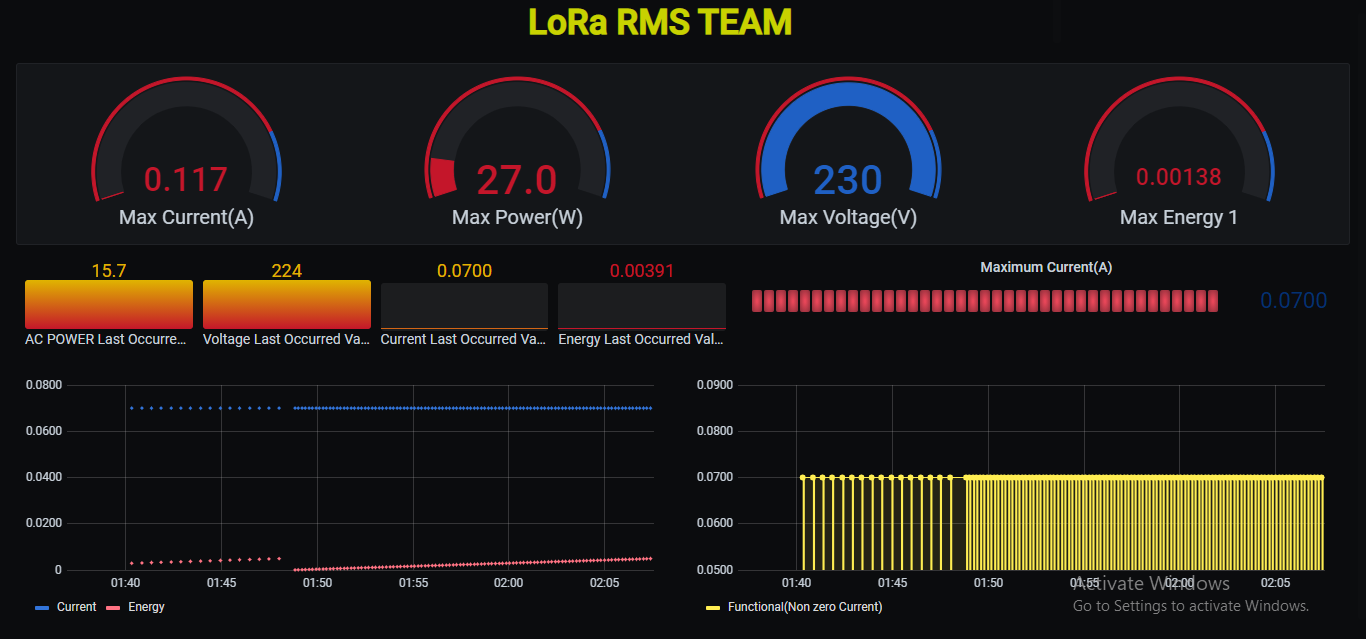 LoRa RMS TEAM
0.117
Max Current(A)
27.0
Max Power(W)
230
Max Voltage(V)
0.00138
Max Energy 1
15.7
AC POWER Last Occurre...
224
Voltage Last Occurred Va...
0.0700
Current Last Occurred Va...
0.00391
Energy Last Occurred Val...
Maximum Current(A)
0.0700
0.0800
0.0600
0.0400
0.0200
0
01:40 01:45 01:50 01:55 02:00 02:05
Current Energy
0.0900
0.0800
0.0700
0.0600
0.0500
01:40 01:45 01:50 01:55 02:00 02:05
Functional(Non zero Current)
Activate Windows
Go to Settings to activate Windows.